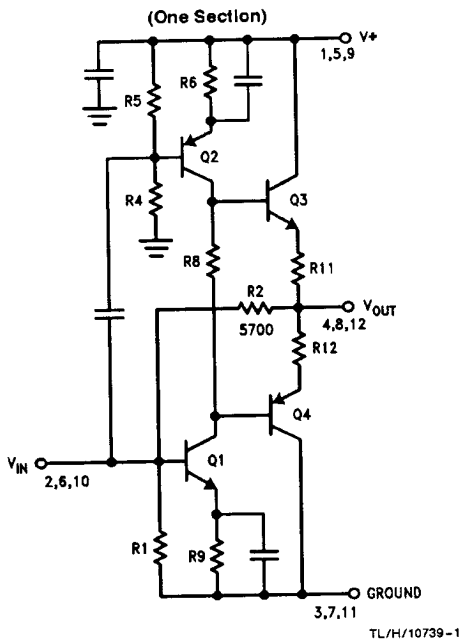 (One Section)
V+
1,5,9
R6
R5
Q2
Q3
R4
R8
R11
R2
VOUT
5700
4,8,12
R12
Q4
VIN
Q1
2,6,10
R1
R9
GROUND
3,7,11
TL/H/10739-1